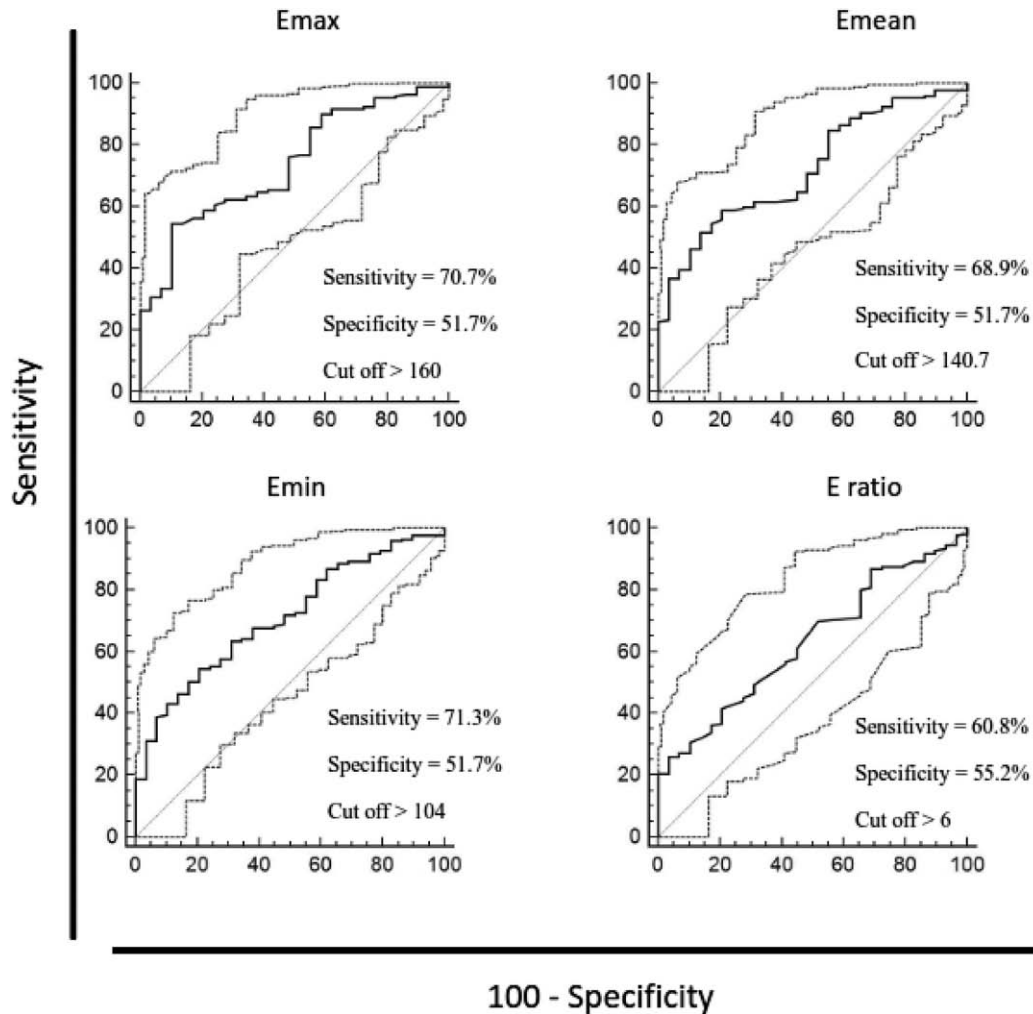 Emax
Emean
100
80
60
40
20
0
0 20 40 60 80 100
Sensitivity = 70.7%
Specificity = 51.7%
Cut off > 160
100
80
60
40
20
0
0 20 40 60 80 100
Sensitivity = 68.9%
Specificity = 51.7%
Cut off > 140.7
Sensitivity
Emin
E ratio
100
80
60
40
20
0
0 20 40 60 80 100
Sensitivity = 71.3%
Specificity = 51.7%
Cut off > 104
100
80
60
40
20
0
0 20 40 60 80 100
Sensitivity = 60.8%
Specificity = 55.2%
Cut off > 6
100 - Specificity